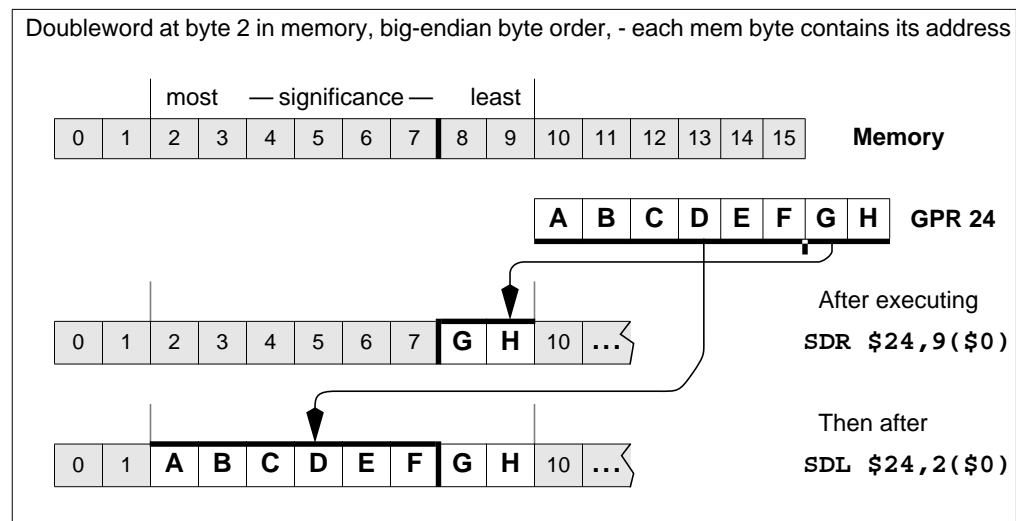 Doubleword at byte 2 in memory, big-endian byte order, - each mem byte contains its address
most — significance — least
0 1 2 3 4 5 6 7 8 9 10 11 12 13 14 15 Memory
A B C D E F G H GPR 24
After executing
0 1 2 3 4 5 6 7 G H 10 ... SDR $24,9($0)
Then after
0 1 A B C D E F G H 10 ... SDL $24,2($0)